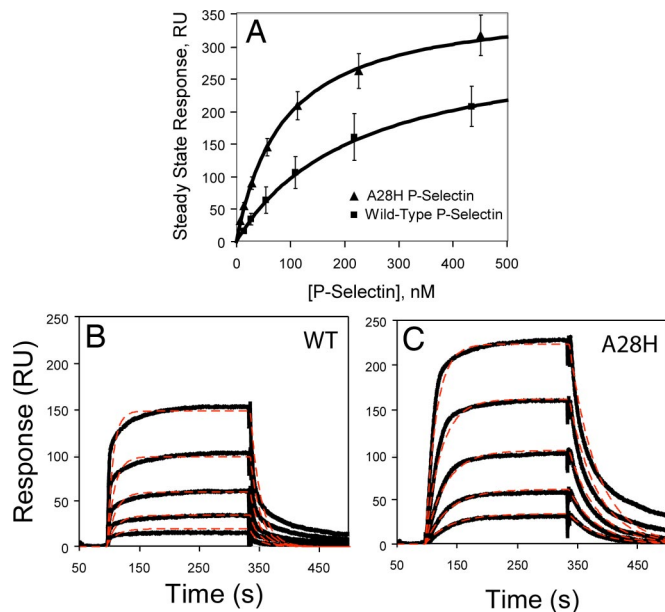 A
Steady State Response, RU
350
300
250
200
150
100
50
0
▲ A28H P-Selectin
■ Wild-Type P-Selectin
0 100 200 300 400 500
[P-Selectin], nM
B
WT
Response (RU)
250
200
150
100
50
0
50 150 250 350 450
Time (s)
C
A28H
250
200
150
100
50
0
50 150 250 350 450
Time (s)